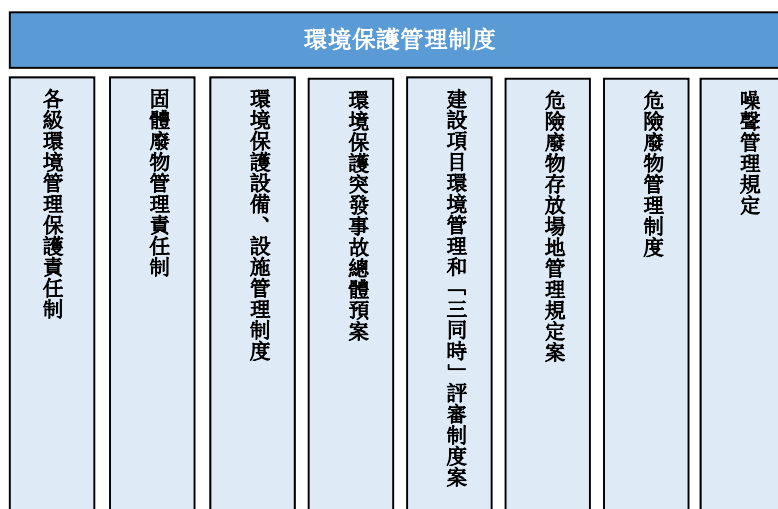 環境保護管理制度
各級環境管理保護責任制
固體廢物管理責任制
環境保護設備、設施管理制度
環境保護突發事故總體預案
建設項目環境管理和「三同時」評審制度案
危險廢物存放場地管理規定案
危險廢物管理制度
噪聲管理規定